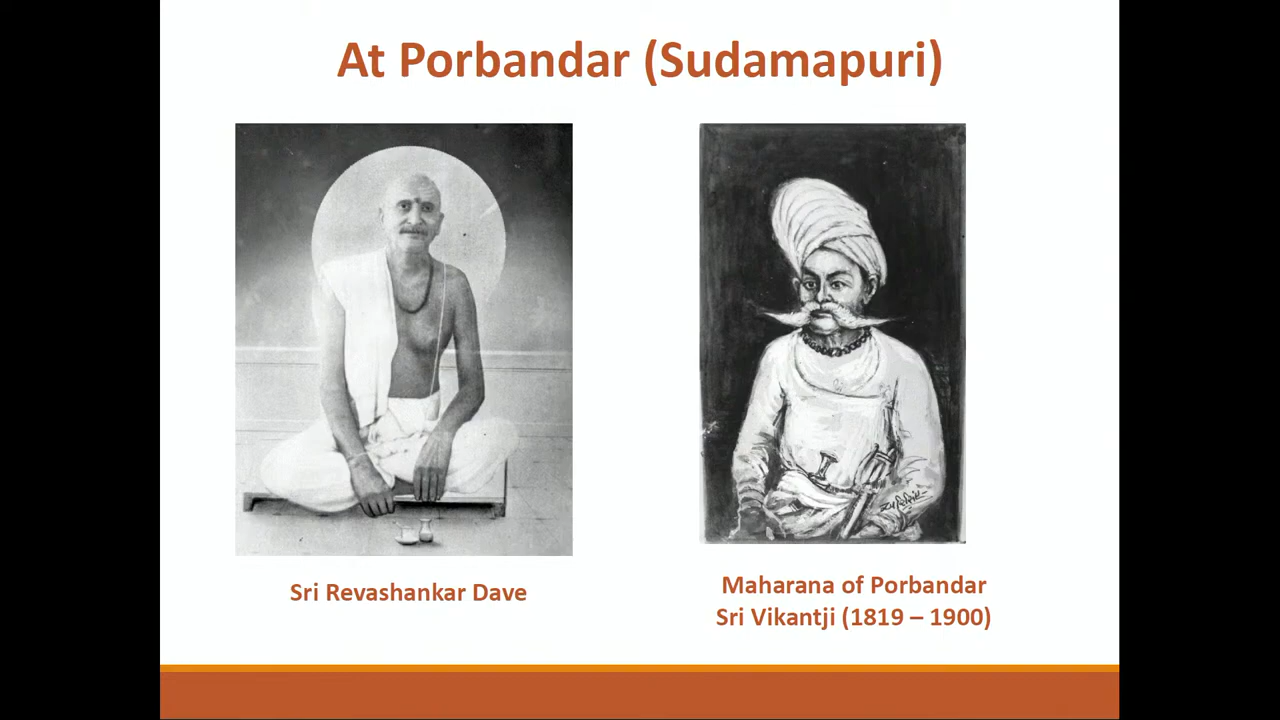 At Porbandar (Sudamapuri)
Sri Revashankar Dave
Maharana of Porbandar
Sri Vikantji (1819 – 1900)